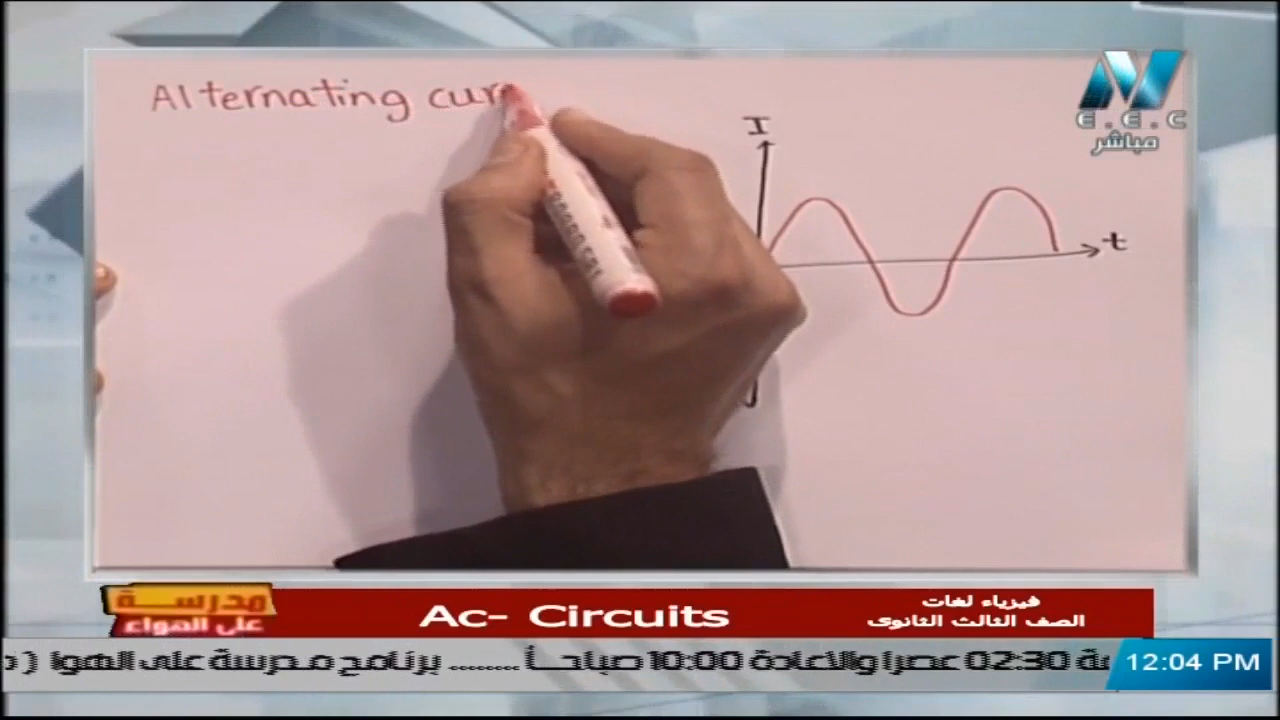 Alternating cur
I
t
E.E.C
مباشر
مدرسة
على الهواء
Ac- Circuits
فيزياء لغات
الصف الثالث الثانوى
02:30 عصرا والاعادة 10:00 صباحـــأ ........ برنامج مدرسة على الهوا
12:04 PM